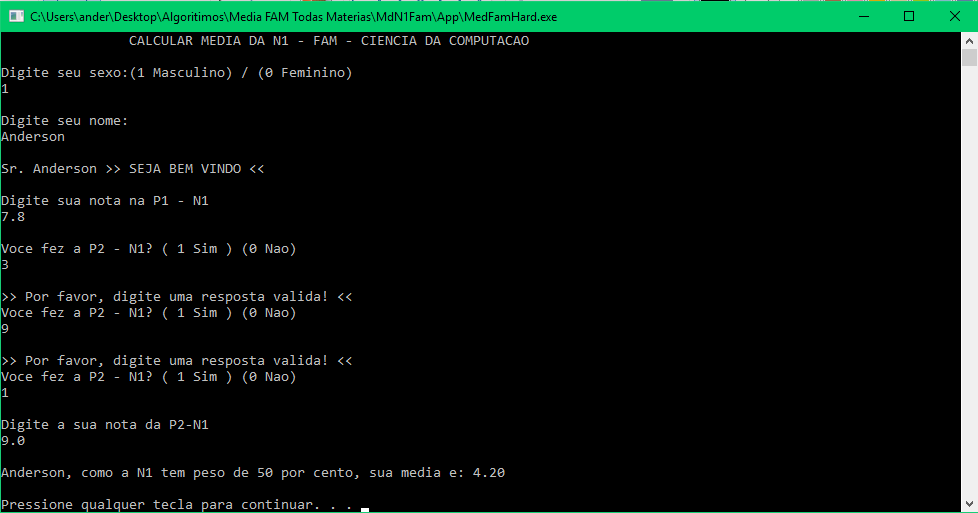 C:\Users\ander\Desktop\Algoritimos\Media FAM Todas Materias\MdN1Fam\App\MedFamHard.exe
CALCULAR MEDIA DA N1 - FAM - CIENCIA DA COMPUTACAO
Digite seu sexo:(1 Masculino) / (0 Feminino)
1
Digite seu nome:
Anderson
Sr. Anderson >> SEJA BEM VINDO <<
Digite sua nota na P1 - N1
7.8
Voce fez a P2 - N1? ( 1 Sim ) (0 Nao)
3
>> Por favor, digite uma resposta valida! <<
Voce fez a P2 - N1? ( 1 Sim ) (0 Nao)
9
>> Por favor, digite uma resposta valida! <<
Voce fez a P2 - N1? ( 1 Sim ) (0 Nao)
1
Digite a sua nota da P2-N1
9.0
Anderson, como a N1 tem peso de 50 por cento, sua media e: 4.20
Pressione qualquer tecla para continuar. . .